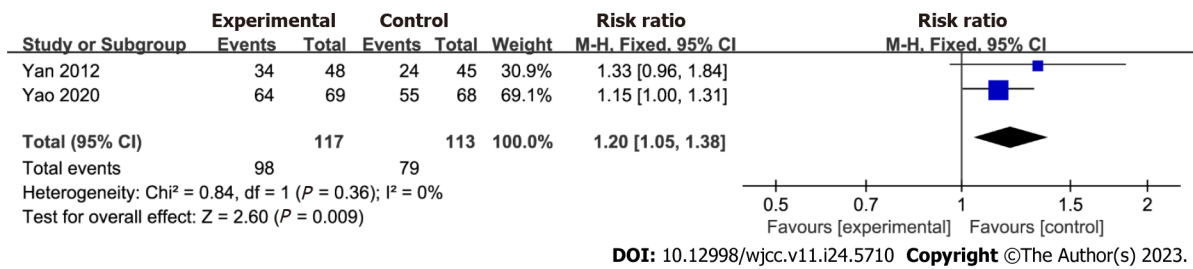 Experimental Control Risk ratio Risk ratio
Study or Subgroup Events Total Events Total Weight M-H, Fixed, 95% CI M-H, Fixed, 95% CI
Yan 2012 34 48 24 45 30.9% 1.33 [0.96, 1.84]
Yao 2020 64 69 55 68 69.1% 1.15 [1.00, 1.31]
Total (95% CI) 117 113 100.0% 1.20 [1.05, 1.38]
Total events 98 79
Heterogeneity: Chi² = 0.84, df = 1 (P = 0.36); I² = 0%
Test for overall effect: Z = 2.60 (P = 0.009)
0.5 0.7 1 1.5 2
Favours [experimental] Favours [control]
DOI: 10.12998/wjcc.v11.i24.5710 Copyright ©The Author(s) 2023.